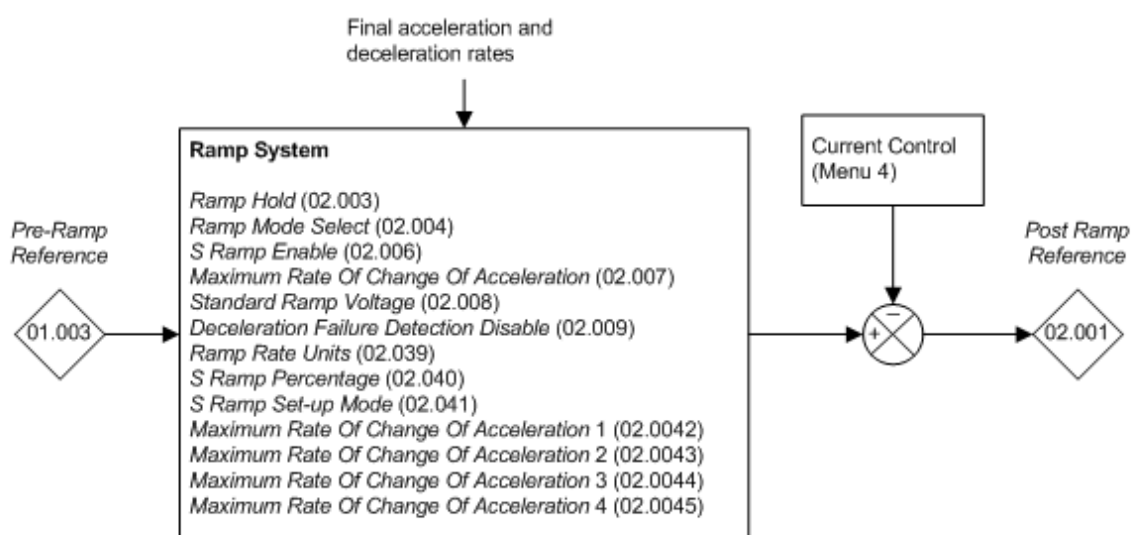 Final acceleration and
deceleration rates
Ramp System
Ramp Hold (02.003)
Ramp Mode Select (02.004)
S Ramp Enable (02.006)
Maximum Rate Of Change Of Acceleration (02.007)
Standard Ramp Voltage (02.008)
Deceleration Failure Detection Disable (02.009)
Ramp Rate Units (02.039)
S Ramp Percentage (02.040)
S Ramp Set-up Mode (02.041)
Maximum Rate Of Change Of Acceleration 1 (02.0042)
Maximum Rate Of Change Of Acceleration 2 (02.0043)
Maximum Rate Of Change Of Acceleration 3 (02.0044)
Maximum Rate Of Change Of Acceleration 4 (02.0045)
Pre-Ramp
Reference
01.003
Current Control
(Menu 4)
+
−
Post Ramp
Reference
02.001